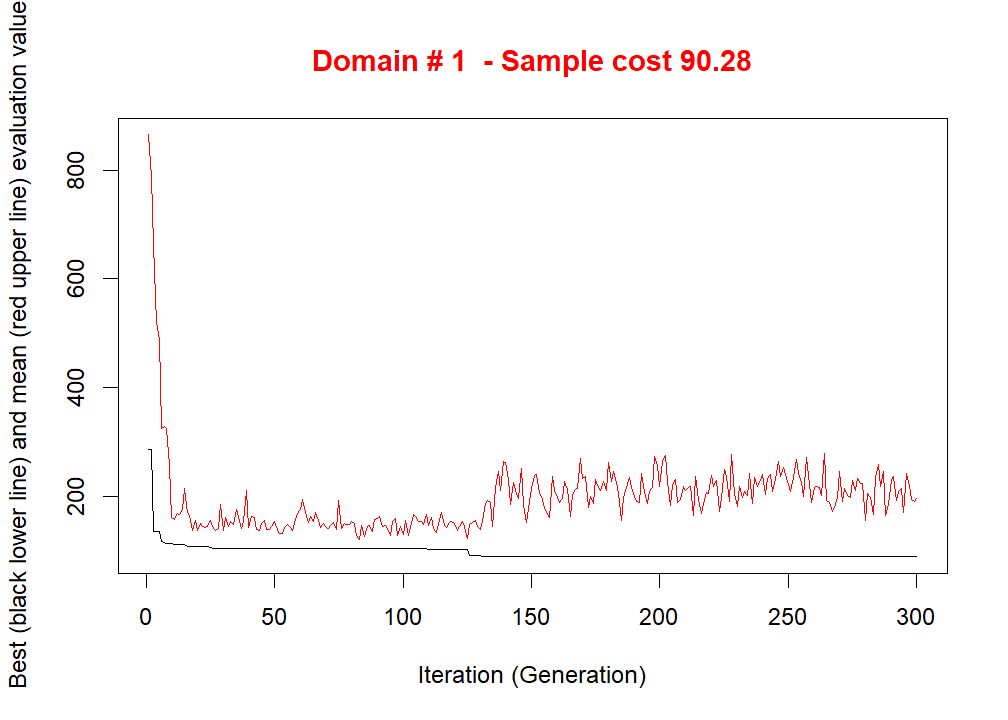 Domain # 1  - Sample cost 90.28
Best (black lower line) and mean (red upper line) evaluation value
800
600
400
200
0 50 100 150 200 250 300
Iteration (Generation)